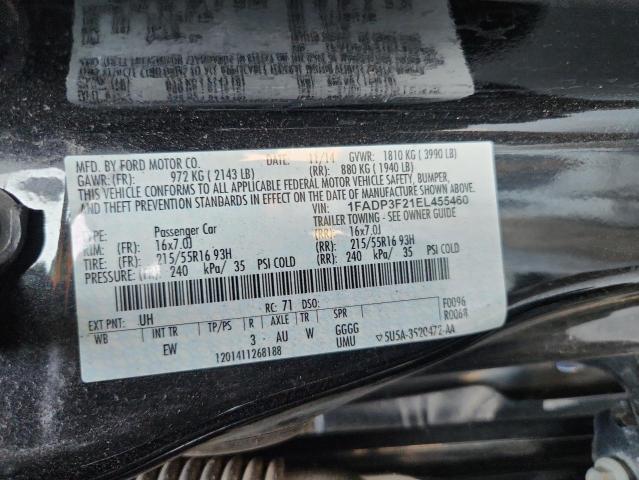 MFD. BY FORD MOTOR CO. DATE: 11/14 GVWR: 1810 KG ( 3990 LB)
GAWR: (FR): 972 KG ( 2143 LB) (RR): 880 KG ( 1940 LB)
THIS VEHICLE CONFORMS TO ALL APPLICABLE FEDERAL MOTOR VEHICLE SAFETY, BUMPER,
AND THEFT PREVENTION STANDARDS IN EFFECT ON THE DATE OF MANUFACTURE SHOWN ABOVE.
VIN: 1FADP3F21EL455460
TYPE: Passenger Car TRAILER TOWING - SEE OWNER GUIDE
RIM: (FR): 16x7.0J (RR): 16x7.0J
TIRE: (FR): 215/55R16 93H (RR): 215/55R16 93H
PRESSURE: (FR): 240 kPa/ 35 PSI COLD (RR): 240 kPa/ 35 PSI COLD
EXT PNT: UH RC: 71 DSO: F0096
WB INT TR TP/PS R AXLE TR SPR R0068
EW 3 AU W GGGG
1201411268188 UMU 5U5A-3520472-AA